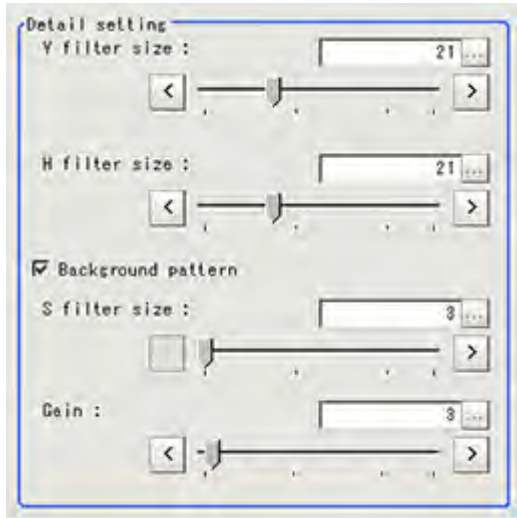 Detail setting
Y filter size :
21 ...
< >
H filter size :
21 ...
< >
Background pattern
S filter size :
3 ...
>
Gain :
3 ...
< >